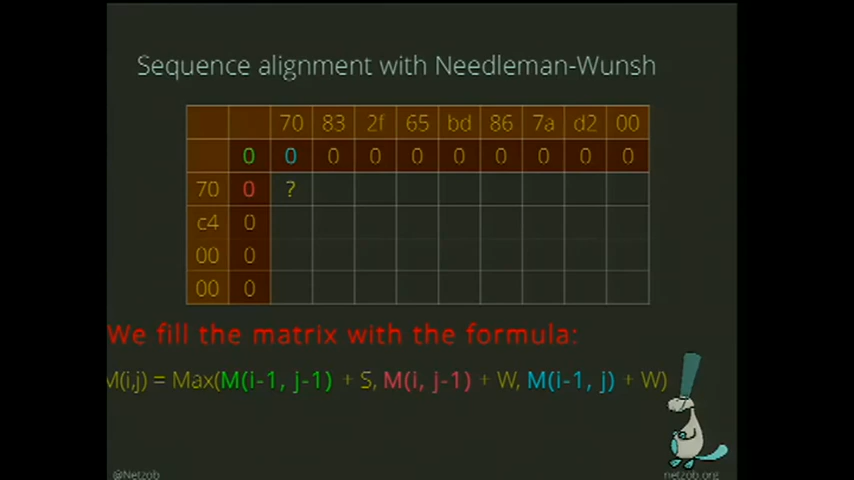 Sequence alignment with Needleman-Wunsh
70 83 2f 65 bd 86 7a d2 00
0 0 0 0 0 0 0 0 0 0
70 0 ?
c4 0
00 0
00 0
We fill the matrix with the formula:
M(i,j) = Max(M(i-1, j-1) + S, M(i, j-1) + W, M(i-1, j) + W)
@Netzob netzob.org